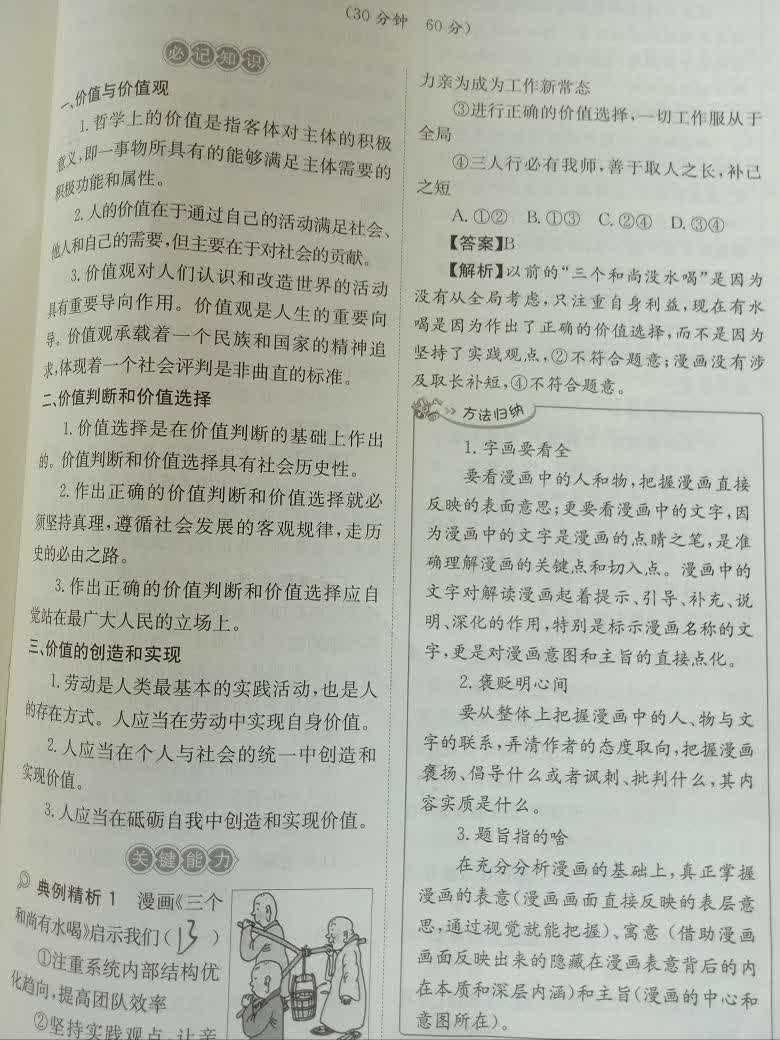 (30分钟 60分)
必记知识
一、价值与价值观
1.哲学上的价值是指客体对主体的积极
意义,即一事物所具有的能够满足主体需要的
积极功能和属性。
2.人的价值在于通过自己的活动满足社会、
他人和自己的需要,但主要在于对社会的贡献。
3.价值观对人们认识和改造世界的活动
具有重要导向作用。价值观是人生的重要向
导。价值观承载着一个民族和国家的精神追
求,体现着一个社会评判是非曲直的标准。
二、价值判断和价值选择
1.价值选择是在价值判断的基础上作出
的。价值判断和价值选择具有社会历史性。
2.作出正确的价值判断和价值选择就必
须坚持真理,遵循社会发展的客观规律,走历
史的必由之路。
3.作出正确的价值判断和价值选择应自
觉站在最广大人民的立场上。
三、价值的创造和实现
1.劳动是人类最基本的实践活动,也是人
的存在方式。人应当在劳动中实现自身价值。
2.人应当在个人与社会的统一中创造和
实现价值。
3.人应当在砥砺自我中创造和实现价值。
关键能力
典例精析1 漫画《三个
和尚有水喝》启示我们(B)
①注重系统内部结构优
化趋向,提高团队效率
②坚持实践观点,让亲
力亲为成为工作新常态
③进行正确的价值选择,一切工作服从于
全局
④三人行必有我师,善于取人之长,补己
之短
A.①② B.①③ C.②④ D.③④
【答案】B
【解析】以前的“三个和尚没水喝”是因为
没有从全局考虑,只注重自身利益,现在有水
喝是因为作出了正确的价值选择,而不是因为
坚持了实践观点,②不符合题意;漫画没有涉
及取长补短,④不符合题意。
方法归纳
1.字画要看全
要看漫画中的人和物,把握漫画直接
反映的表面意思;更要看漫画中的文字,因
为漫画中的文字是漫画的点睛之笔,是准
确理解漫画的关键点和切入点。漫画中的
文字对解读漫画起着提示、引导、补充、说
明、深化的作用,特别是标示漫画名称的文
字,更是对漫画意图和主旨的直接点化。
2.褒贬明心间
要从整体上把握漫画中的人、物与文
字的联系,弄清作者的态度取向,把握漫画
褒扬、倡导什么或者讽刺、批判什么,其内
容实质是什么。
3.题旨指的啥
在充分分析漫画的基础上,真正掌握
漫画的表意(漫画画面直接反映的表层意
思,通过视觉就能把握)、寓意(借助漫画
画面反映出来的隐藏在漫画表意背后的内
在本质和深层内涵)和主旨(漫画的中心和
意图所在)。